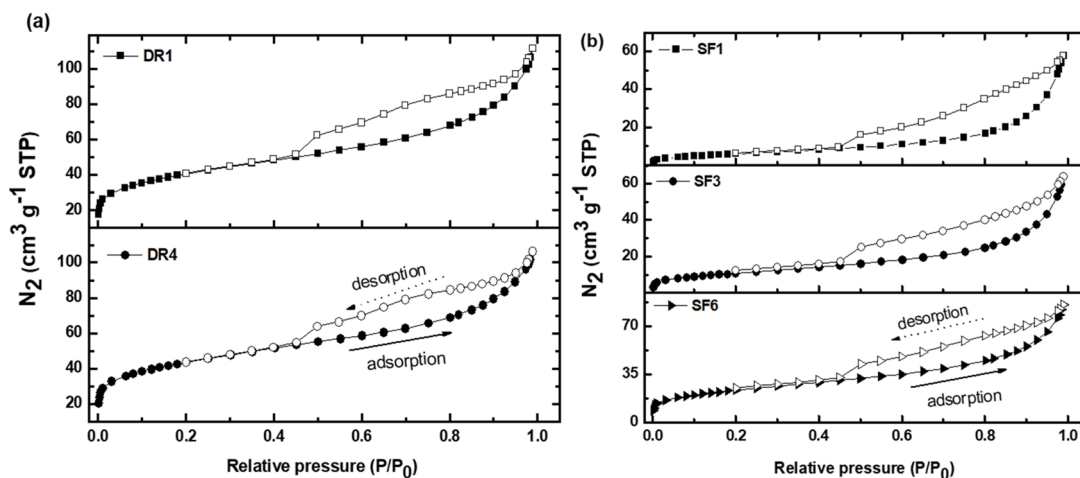 (a)
DR1
100
80
60
40
20
DR4
desorption
adsorption
100
80
60
40
20
0.0 0.2 0.4 0.6 0.8 1.0
Relative pressure (P/P₀)
N₂ (cm³ g⁻¹ STP)
(b)
SF1
60
40
20
SF3
60
40
20
SF6
desorption
adsorption
70
35
0
0.0 0.2 0.4 0.6 0.8 1.0
Relative pressure (P/P₀)
N₂ (cm³ g⁻¹ STP)